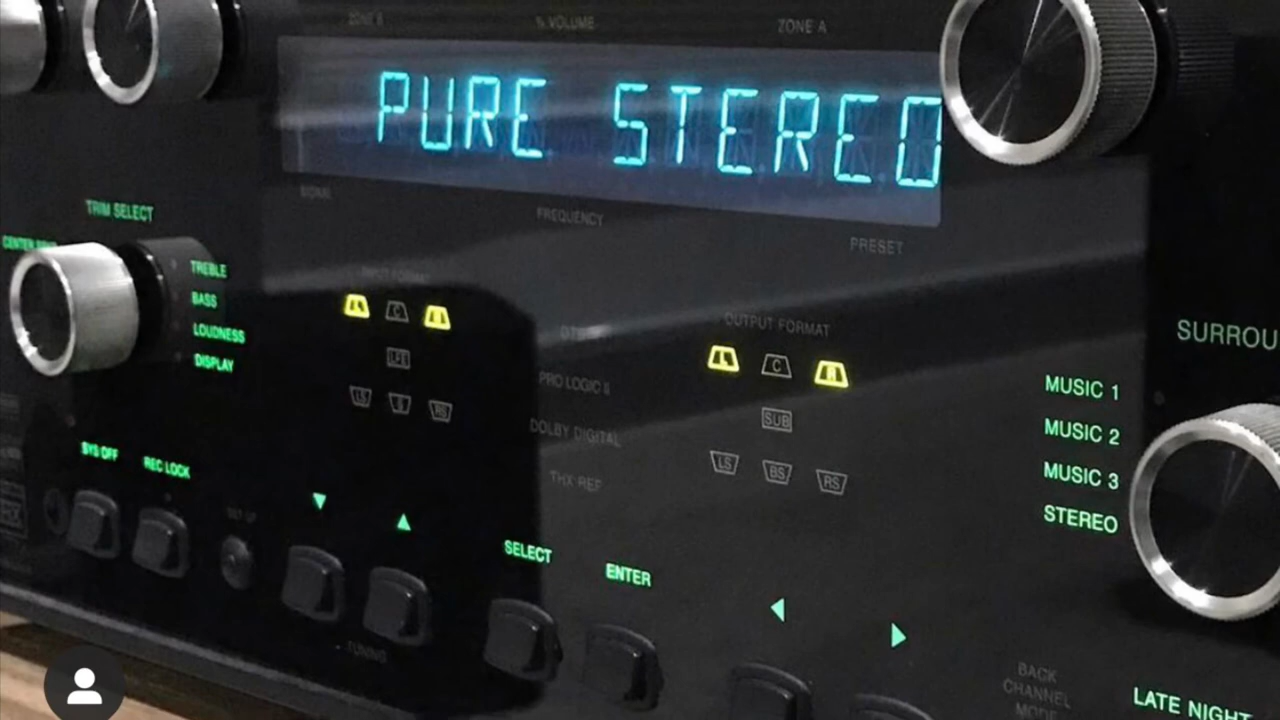 ZONE B
% VOLUME
ZONE A
PURE STEREO
SIGNAL
FREQUENCY
PRESET
TRIM SELECT
TREBLE
BASS
LOUDNESS
DISPLAY
INPUT FORMAT
C
LFE
LS
S
RS
PRO LOGIC II
DOLBY DIGITAL
THX REF
OUTPUT FORMAT
L
C
R
SUB
LS
BS
RS
SURROU
MUSIC 1
MUSIC 2
MUSIC 3
STEREO
SYS OFF
REC LOCK
SET UP
SELECT
ENTER
TUNING
BACK
CHANNEL
MODE
LATE NIGHT